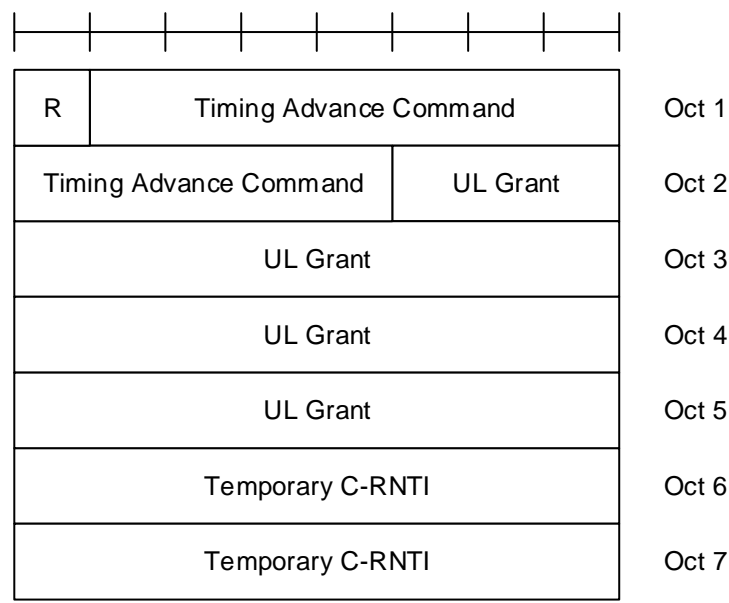 R Timing Advance Command Oct 1
Timing Advance Command UL Grant Oct 2
UL Grant Oct 3
UL Grant Oct 4
UL Grant Oct 5
Temporary C-RNTI Oct 6
Temporary C-RNTI Oct 7